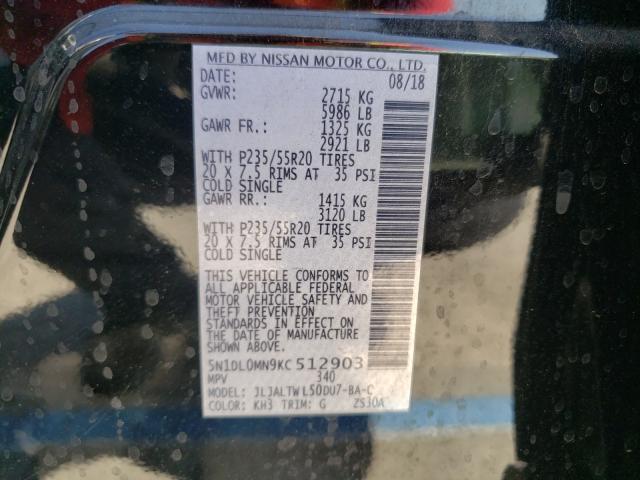 MFD BY NISSAN MOTOR CO., LTD.
DATE: 08/18
GVWR: 2715 KG
5986 LB
GAWR FR.: 1325 KG
2921 LB
WITH P235/55R20 TIRES
20 X 7.5 RIMS AT 35 PSI
COLD SINGLE
GAWR RR.: 1415 KG
3120 LB
WITH P235/55R20 TIRES
20 X 7.5 RIMS AT 35 PSI
COLD SINGLE
THIS VEHICLE CONFORMS TO
ALL APPLICABLE FEDERAL
MOTOR VEHICLE SAFETY AND
THEFT PREVENTION
STANDARDS IN EFFECT ON
THE DATE OF MANUFACTURE
SHOWN ABOVE.
5N1DL0MN9KC 512903
MPV 340
MODEL: JLJALTWL50DU7-BA-C
COLOR: KH3 TRIM: G ZS30A